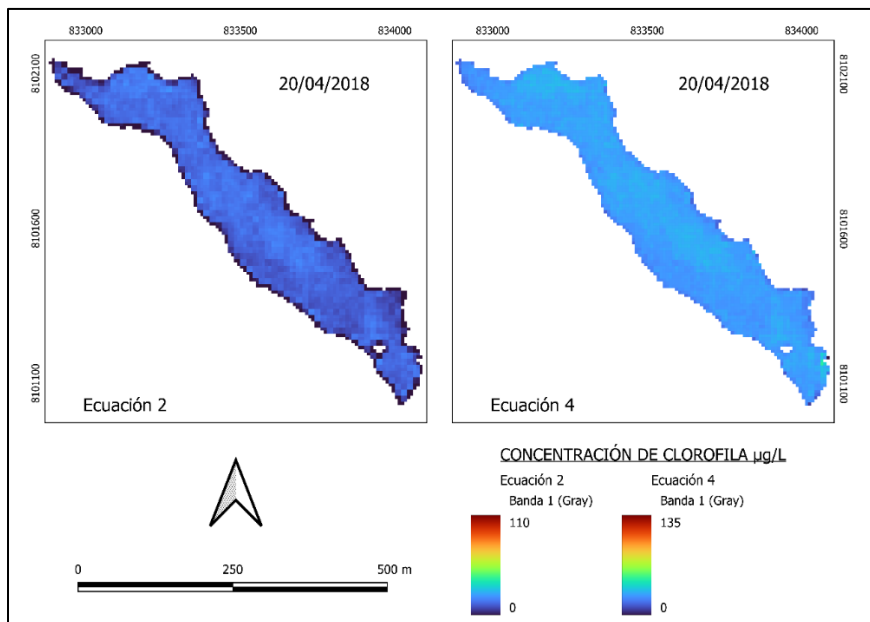 833000 833500 834000 833000 833500 834000
8102100
8101600
8101100
20/04/2018
Ecuación 2
20/04/2018
Ecuación 4
8102100
8101600
8101100
CONCENTRACIÓN DE CLOROFILA µg/L
Ecuación 2 Ecuación 4
Banda 1 (Gray) Banda 1 (Gray)
110 135
0 0
0 250 500 m